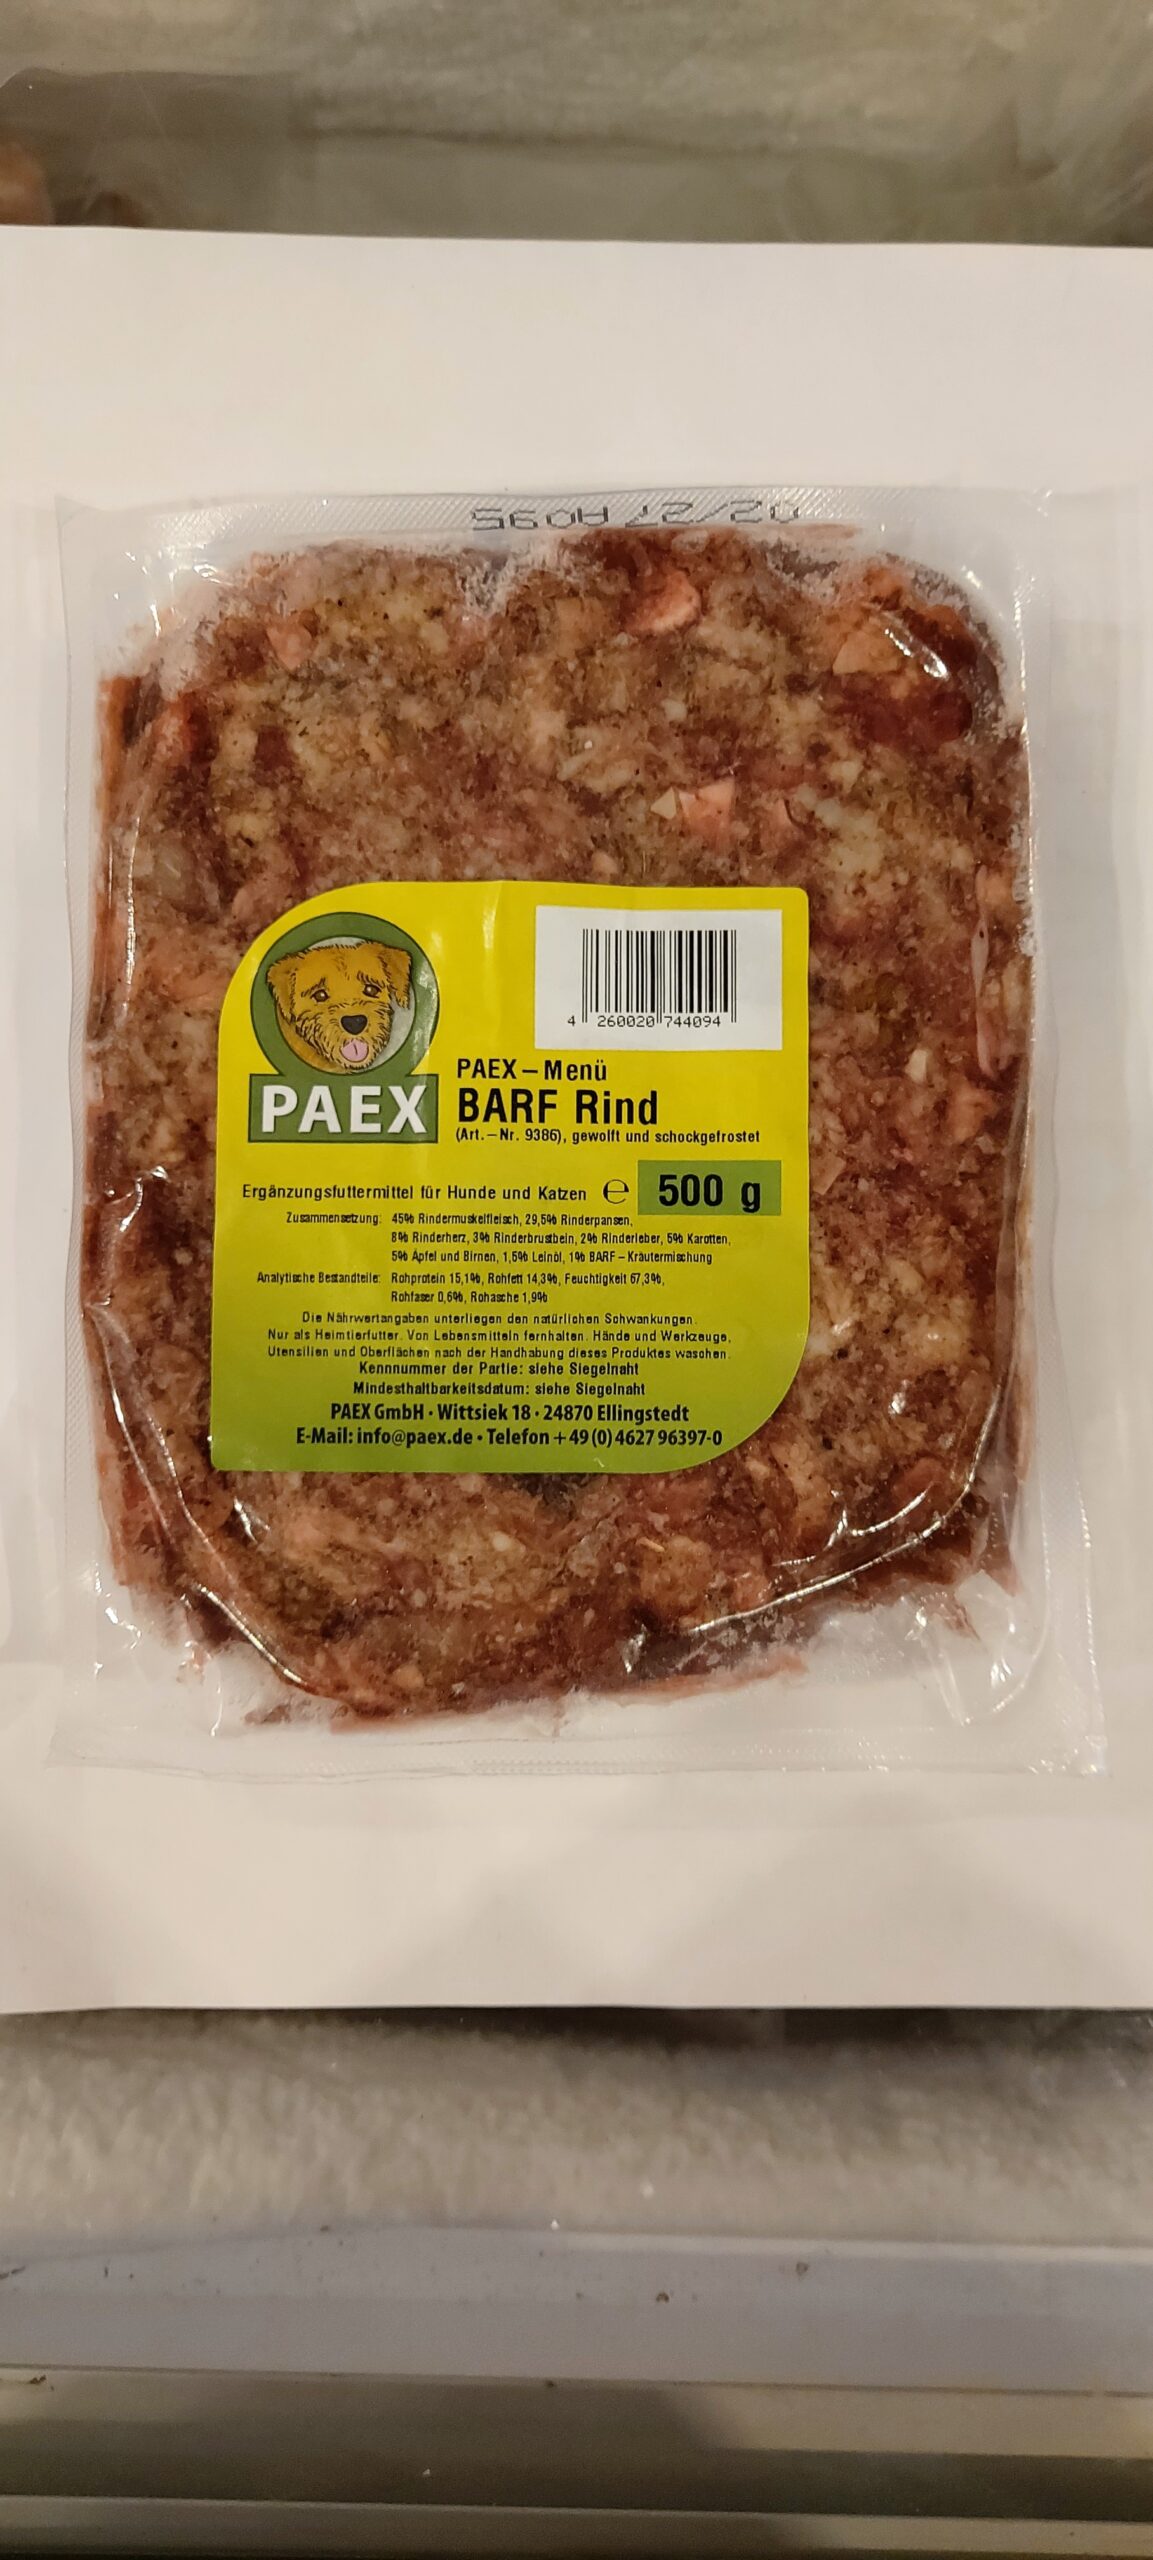 PAEX
4 260020 744094
PAEX – Menü
BARF Rind
(Art. – Nr. 9386), gewolft und schockgefrostet
Ergänzungsfuttermittel für Hunde und Katzen ℮ 500 g
Zusammensetzung: 45% Rindermuskelfleisch, 29,5% Rinderpansen,
8% Rinderherz, 3% Rinderbrustbein, 2% Rinderleber, 5% Karotten,
5% Äpfel und Birnen, 1,5% Leinöl, 1% BARF – Kräutermischung
Analytische Bestandteile: Rohprotein 15,1%, Rohfett 14,3%, Feuchtigkeit 67,3%,
Rohfaser 0,6%, Rohasche 1,9%
Die Nährwertangaben unterliegen den natürlichen Schwankungen.
Nur als Heimtierfutter. Von Lebensmitteln fernhalten. Hände und Werkzeuge,
Utensilien und Oberflächen nach der Handhabung dieses Produktes waschen.
Kennnummer der Partie: siehe Siegelnaht
Mindesthaltbarkeitsdatum: siehe Siegelnaht
PAEX GmbH · Wittsiek 18 · 24870 Ellingstedt
E-Mail: info@paex.de · Telefon +49 (0) 4627 96397-0